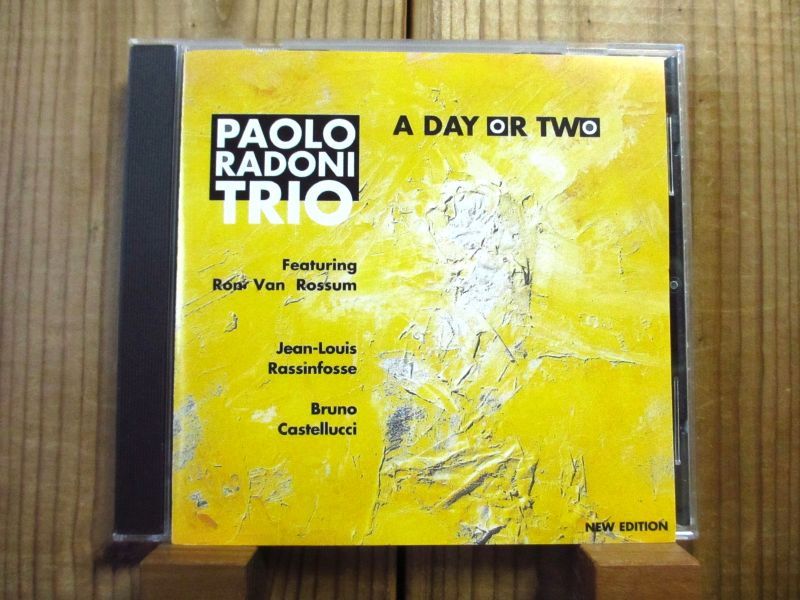 PAOLO
RADONI
TRIO
A DAY OR TWO
Featuring
Ron Van Rossum
Jean-Louis
Rassinfosse
Bruno
Castellucci
NEW EDITION